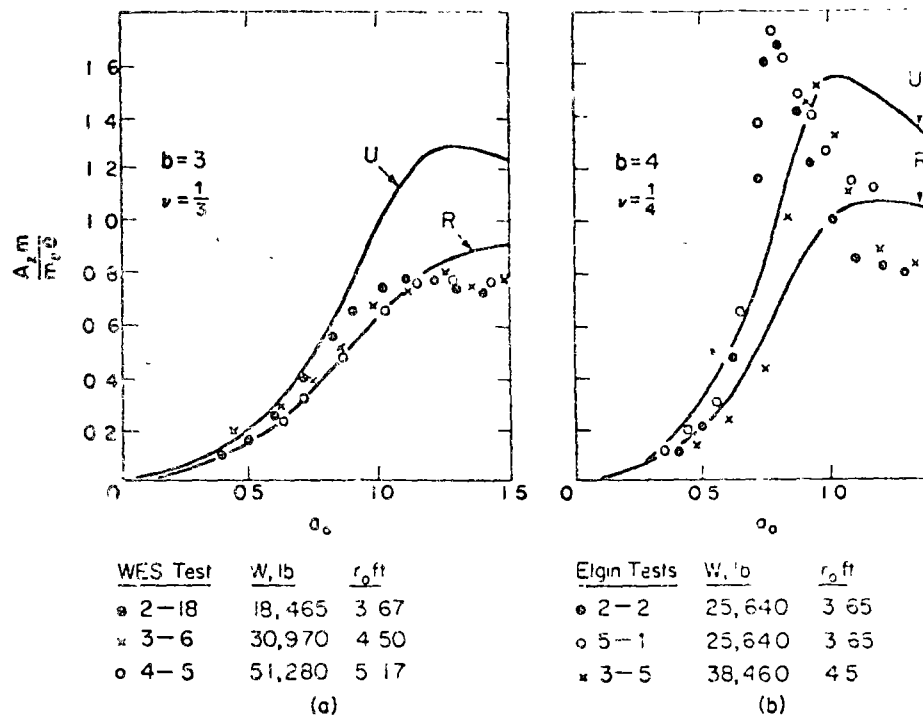 (a)
1 6
1 4
1.2
1 0
0.8
0 6
0 4
0 2
0
b = 3
ν = 1/3
U
R
0
0.5
1.0
1 5
a₀
WES Test W, lb r₀ ft
2-18 18,465 3 67
3-6 30,970 4 50
4-5 51,280 5 17
(a)
(b)
b = 4
ν = 1/4
U
R
0
0.5
1.0
a₀
Elgin Tests W, lb r₀ ft
2-2 25,640 3 65
5-1 25,640 3 65
3-5 38,460 4 5
(b)